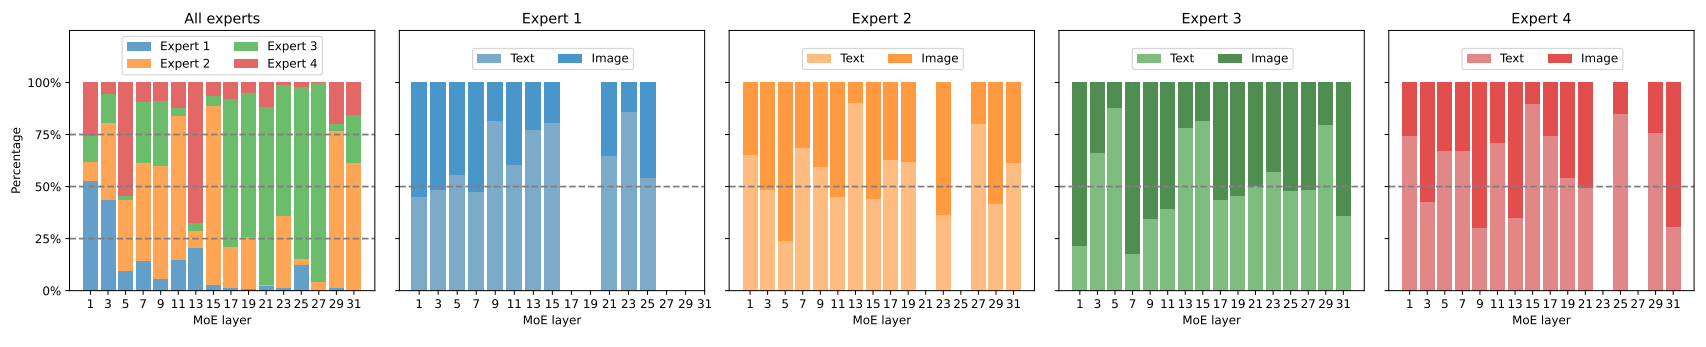 All experts
Expert 1 Expert 3
Expert 2 Expert 4
Percentage
100%
75%
50%
25%
0%
1 3 5 7 9 11 13 15 17 19 21 23 25 27 29 31
MoE layer
Expert 1
Text Image
1 3 5 7 9 11 13 15 17 19 21 23 25 27 29 31
MoE layer
Expert 2
Text Image
1 3 5 7 9 11 13 15 17 19 21 23 25 27 29 31
MoE layer
Expert 3
Text Image
1 3 5 7 9 11 13 15 17 19 21 23 25 27 29 31
MoE layer
Expert 4
Text Image
1 3 5 7 9 11 13 15 17 19 21 23 25 27 29 31
MoE layer